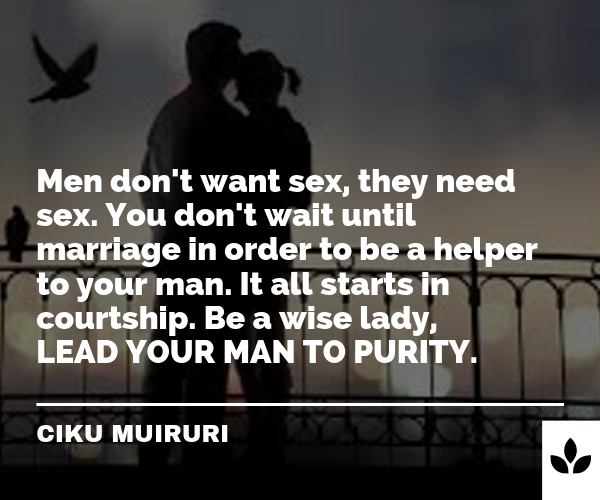 Men don't want sex, they need
sex. You don't wait until
marriage in order to be a helper
to your man. It all starts in
courtship. Be a wise lady,
LEAD YOUR MAN TO PURITY.
CIKU MUIRURI